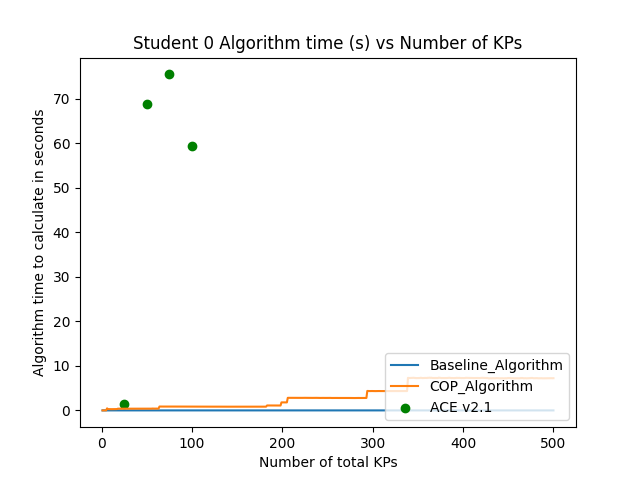 Student 0 Algorithm time (s) vs Number of KPs
Algorithm time to calculate in seconds
70
60
50
40
30
20
10
0
Baseline_Algorithm
COP_Algorithm
ACE v2.1
0 100 200 300 400 500
Number of total KPs